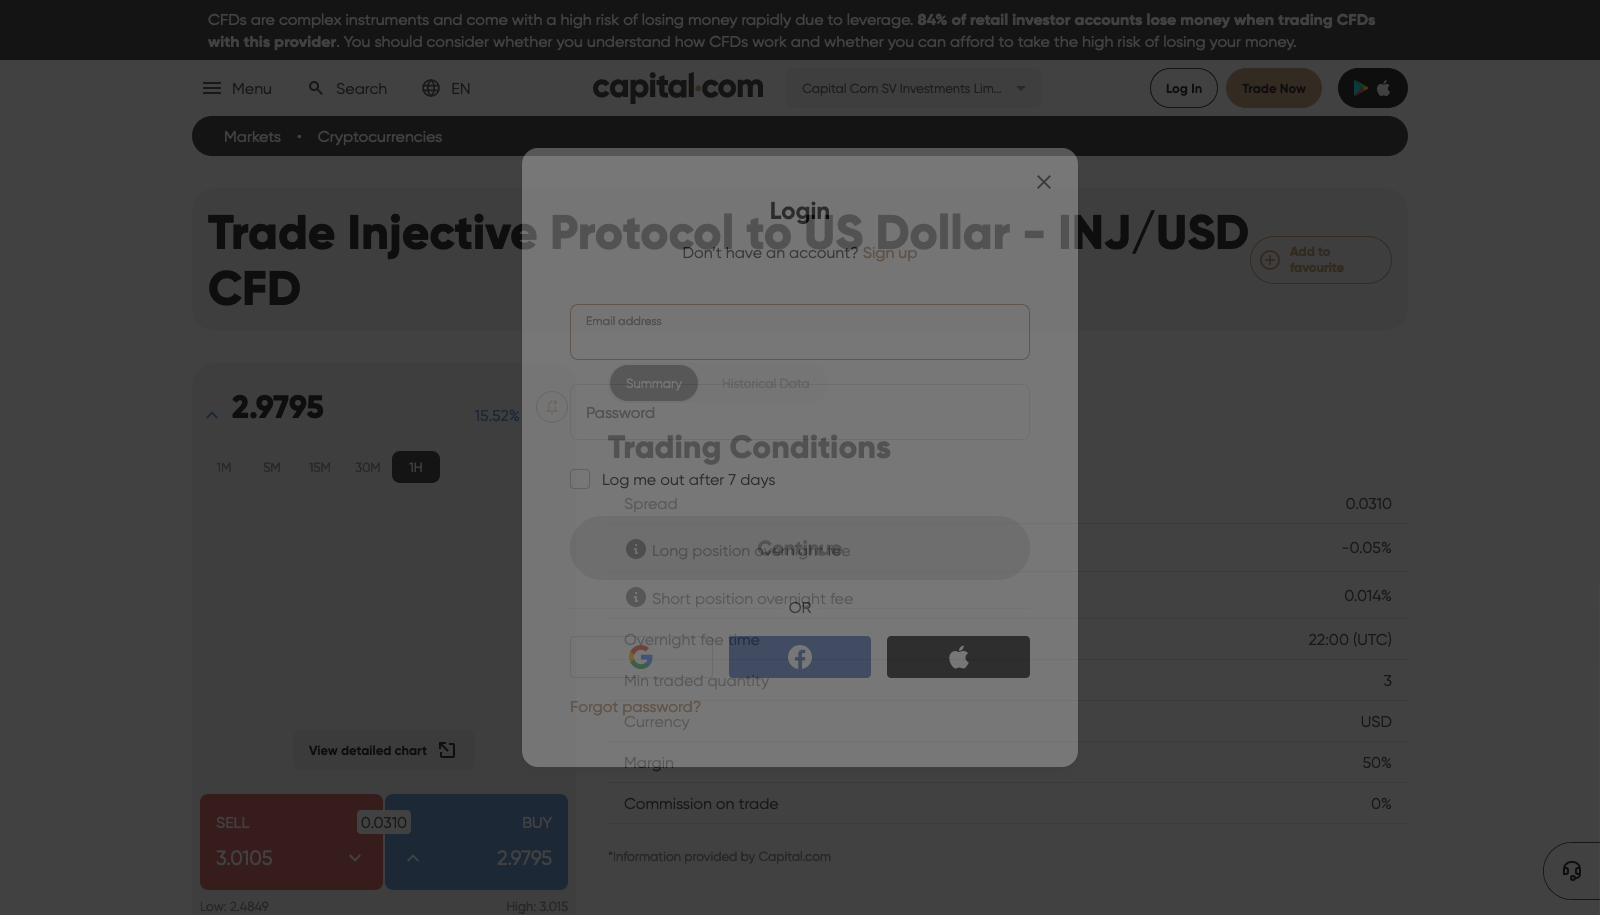 CFDs are complex instruments and come with a high risk of losing money rapidly due to leverage. 84% of retail investor accounts lose money when trading CFDs
with this provider. You should consider whether you understand how CFDs work and whether you can afford to take the high risk of losing your money.
Menu Search EN capital.com Capital Com SV Investments Lim... Log In Trade Now
Markets • Cryptocurrencies
Trade Injective Protocol to US Dollar - INJ/USD
CFD
Add to
favourite
Login
Don't have an account? Sign up
Email address
Password
Log me out after 7 days
Continue
OR
Forgot password?
2.9795 15.52%
1M 5M 15M 30M 1H
View detailed chart
SELL 0.0310 BUY
3.0105 2.9795
Low: 2.4849 High: 3.015
Summary Historical Data
Trading Conditions
Spread 0.0310
Long position overnight fee -0.05%
Short position overnight fee 0.014%
Overnight fee time 22:00 (UTC)
Min traded quantity 3
Currency USD
Margin 50%
Commission on trade 0%
*Information provided by Capital.com